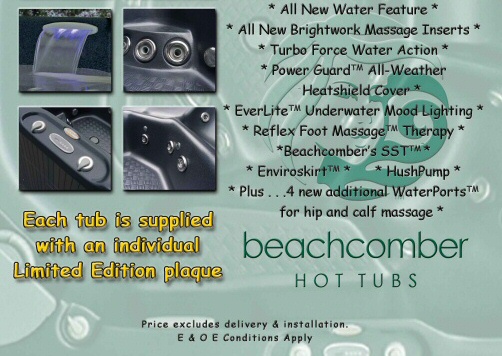 * All New Water Feature *
* All New Brightwork Massage Inserts *
* Turbo Force Water Action *
* Power Guard™ All-Weather
Heatshield Cover *
* EverLite™ Underwater Mood Lighting *
* Reflex Foot Massage™ Therapy *
*Beachcomber's SST™*
* Enviroskirt™ * * HushPump *
* Plus . . .4 new additional WaterPorts™
for hip and calf massage *
Each tub is supplied
with an individual
Limited Edition plaque
beachcomber
HOT TUBS
Price excludes delivery & installation.
E & O E Conditions Apply